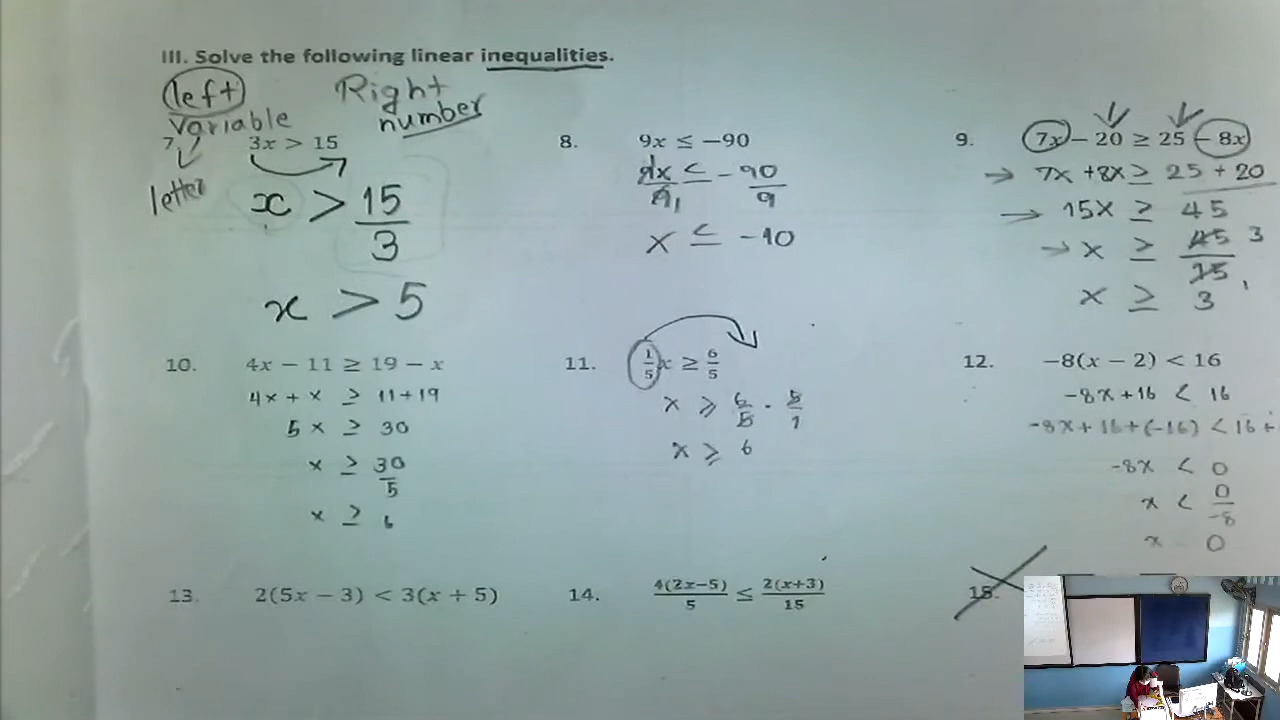 III. Solve the following linear inequalities.
left Right
variable number
7. 3x > 15
letter
x > 15/3
x > 5
8. 9x ≤ −90
9x/9 ≤ −90/9
1
x ≤ −10
9. 7x − 20 ≥ 25 − 8x
→ 7x + 8x ≥ 25 + 20
→ 15x ≥ 45
→ x ≥ 45/15 3 1
x ≥ 3
10. 4x − 11 ≥ 19 − x
4x + x ≥ 11+19
5x ≥ 30
x ≥ 30/5
x ≥ 6
11. 1/5 x ≥ 6/5
x ≥ 6/5 · 5/1
x ≥ 6
12. −8(x − 2) < 16
−8x+16 < 16
−8x + 16 + (−16) < 16 +
−8x < 0
x < 0/−8
x 0
13. 2(5x − 3) < 3(x + 5)
14. 4(2x−5)/5 ≤ 2(x+3)/15
15.